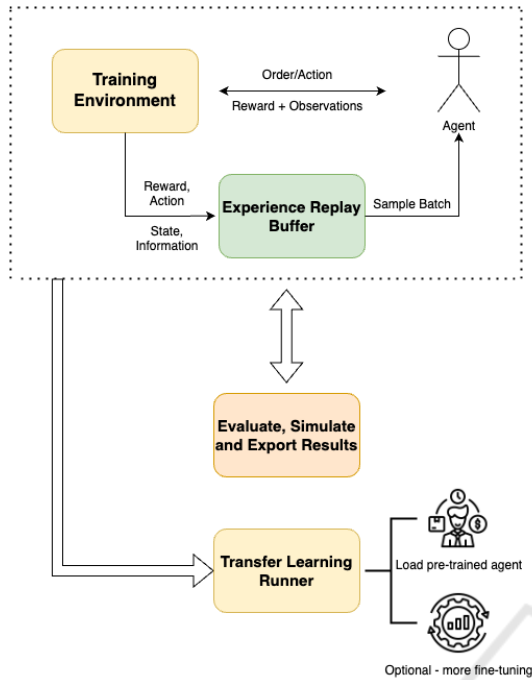 Training
Environment
Order/Action
Reward + Observations
Agent
Reward,
Action
State,
Information
Experience Replay
Buffer
Sample Batch
Evaluate, Simulate
and Export Results
Transfer Learning
Runner
Load pre-trained agent
Optional - more fine-tuning